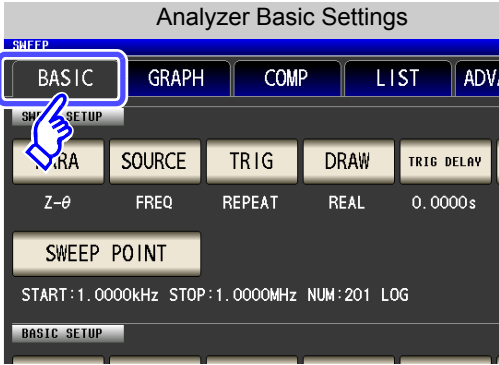 Analyzer Basic Settings
SWEEP
BASIC GRAPH COMP LIST
SETUP
SOURCE TRIG DRAW TRIG DELAY
Z-θ FREQ REPEAT REAL 0.0000s
SWEEP POINT
START:1.0000kHz STOP:1.0000MHz NUM:201 LOG
BASIC SETUP